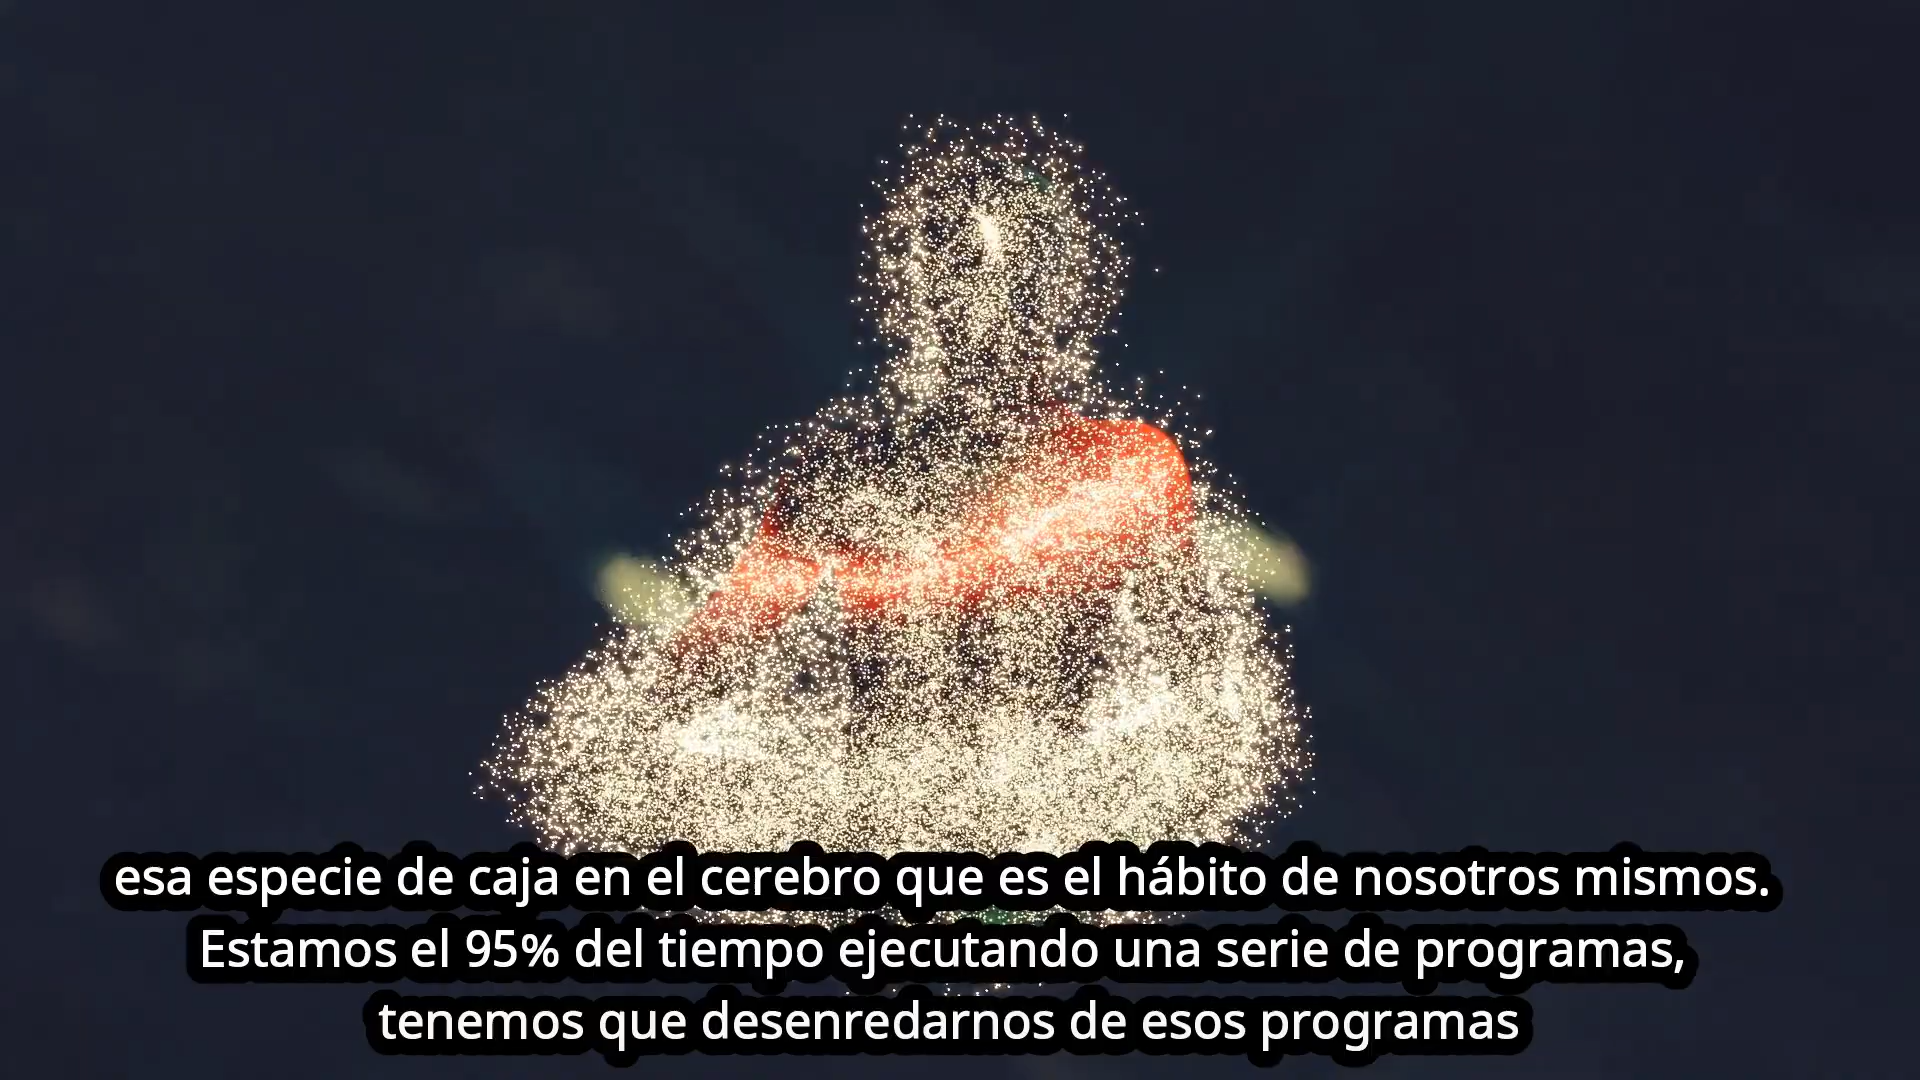 esa especie de caja en el cerebro que es el hábito de nosotros mismos.
Estamos el 95% del tiempo ejecutando una serie de programas,
tenemos que desenredarnos de esos programas